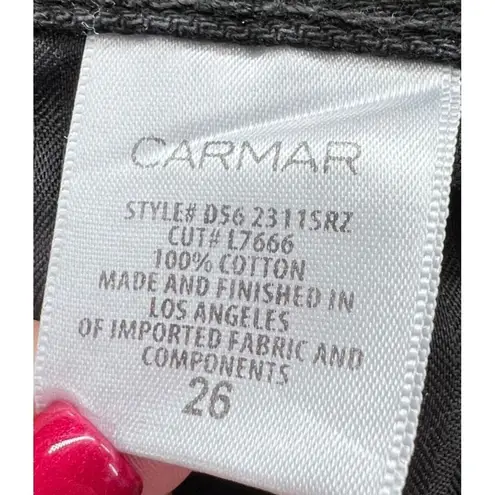 CARMAR
STYLE# D56 23115RZ
CUT# L7666
100% COTTON
MADE AND FINISHED IN
LOS ANGELES
OF IMPORTED FABRIC AND
COMPONENTS
26